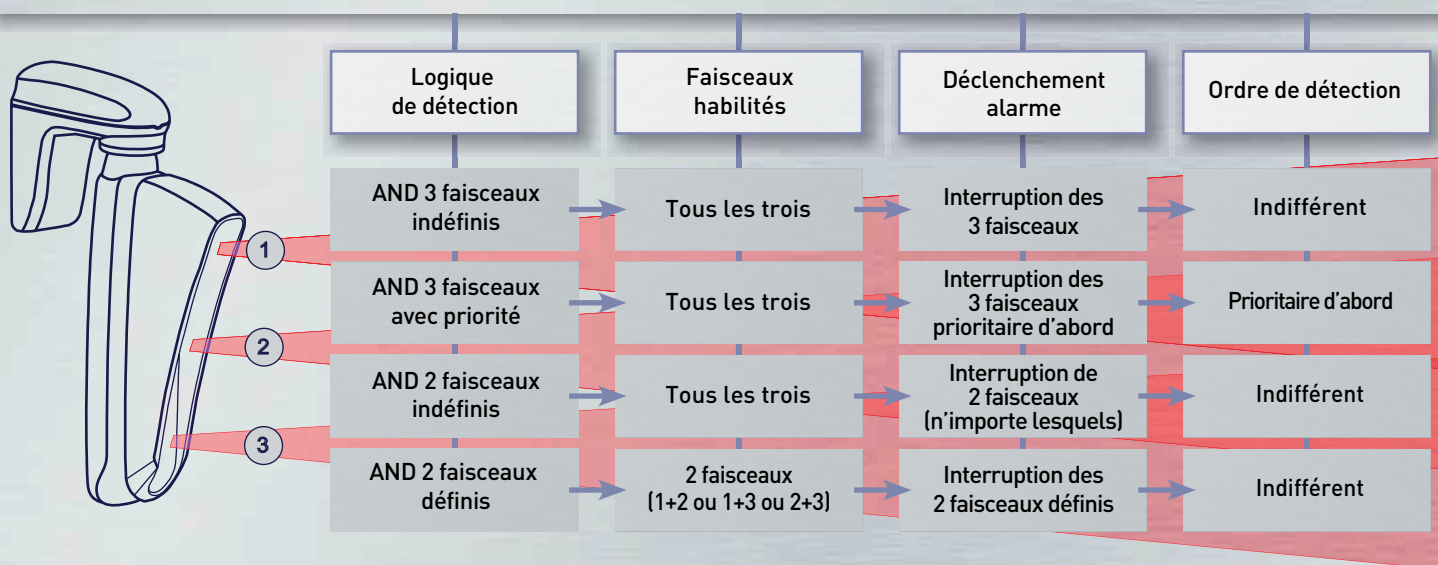 Logique
de détection
Faisceaux
habilités
Déclenchement
alarme
Ordre de détection
AND 3 faisceaux
indéfinis
Tous les trois
Interruption des
3 faisceaux
Indifférent
1
AND 3 faisceaux
avec priorité
Tous les trois
Interruption des
3 faisceaux
prioritaire d'abord
Prioritaire d'abord
2
AND 2 faisceaux
indéfinis
Tous les trois
Interruption de
2 faisceaux
(n'importe lesquels)
Indifférent
3
AND 2 faisceaux
définis
2 faisceaux
(1+2 ou 1+3 ou 2+3)
Interruption des
2 faisceaux définis
Indifférent